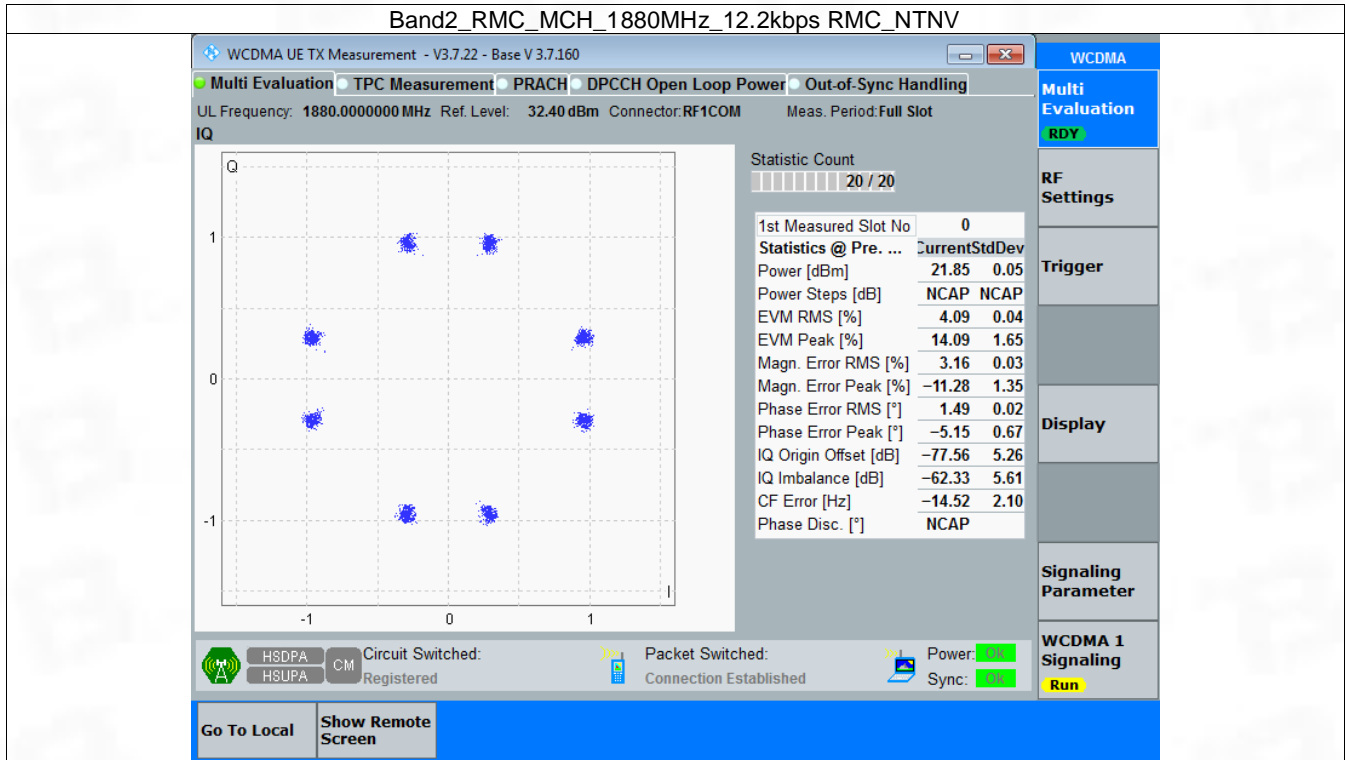 Band2_RMC_MCH_1880MHz_12.2kbps RMC_NTNV
WCDMA UE TX Measurement - V3.7.22 - Base V 3.7.160
WCDMA
Multi Evaluation TPC Measurement PRACH DPCCH Open Loop Power Out-of-Sync Handling
Multi
Evaluation
RDY
UL Frequency: 1880.0000000 MHz Ref. Level: 32.40 dBm Connector: RF1COM Meas. Period: Full Slot
IQ
Q
1
0
-1
I
-1 0 1
Statistic Count
20 / 20
1st Measured Slot No 0
Statistics @ Pre. ... Current StdDev
Power [dBm] 21.85 0.05
Power Steps [dB] NCAP NCAP
EVM RMS [%] 4.09 0.04
EVM Peak [%] 14.09 1.65
Magn. Error RMS [%] 3.16 0.03
Magn. Error Peak [%] −11.28 1.35
Phase Error RMS [°] 1.49 0.02
Phase Error Peak [°] −5.15 0.67
IQ Origin Offset [dB] −77.56 5.26
IQ Imbalance [dB] −62.33 5.61
CF Error [Hz] −14.52 2.10
Phase Disc. [°] NCAP
RF
Settings
Trigger
Display
Signaling
Parameter
WCDMA 1
Signaling
Run
HSDPA
HSUPA
CM
Circuit Switched:
Registered
Packet Switched:
Connection Established
Power: Ok
Sync: Ok
Go To Local
Show Remote
Screen